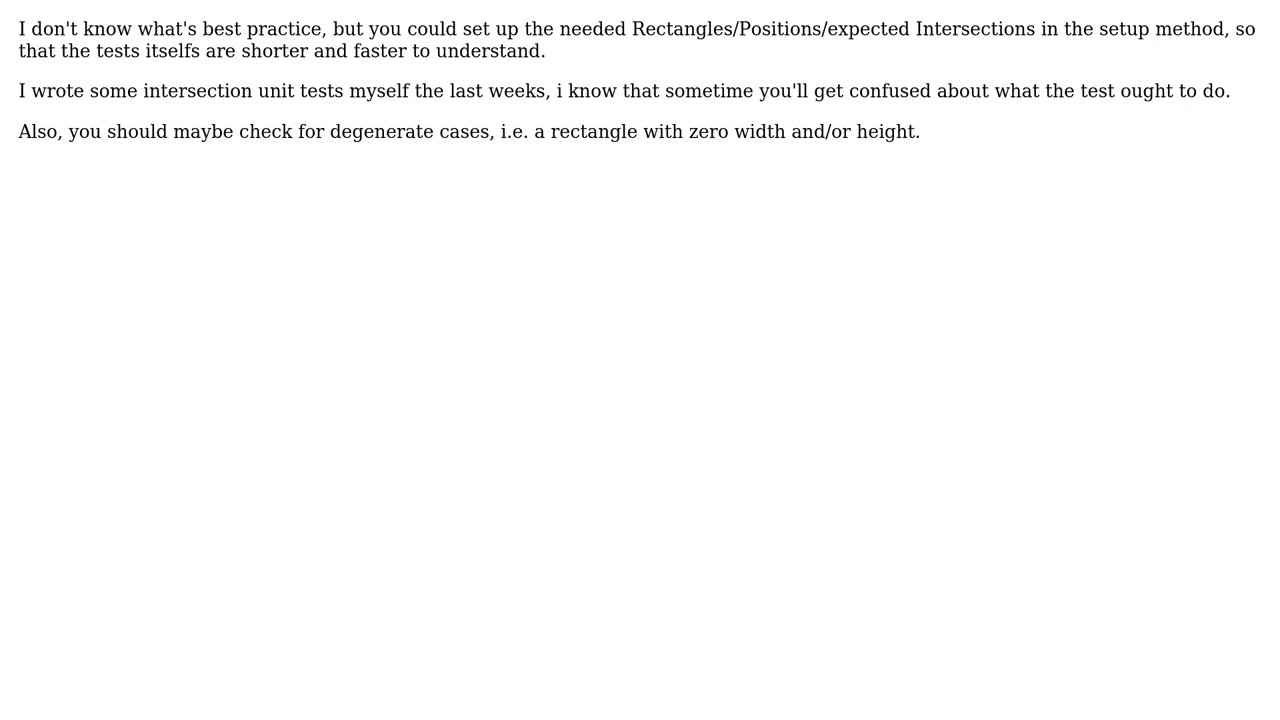 I don't know what's best practice, but you could set up the needed Rectangles/Positions/expected Intersections in the setup method, so
that the tests itselfs are shorter and faster to understand.
I wrote some intersection unit tests myself the last weeks, i know that sometime you'll get confused about what the test ought to do.
Also, you should maybe check for degenerate cases, i.e. a rectangle with zero width and/or height.